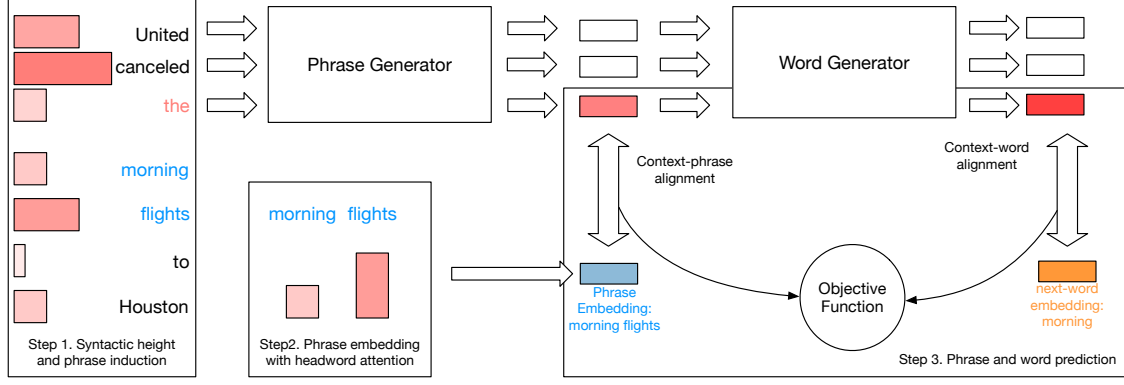 United
canceled
the
morning
flights
to
Houston
Step 1. Syntactic height
and phrase induction
Phrase Generator
morning flights
Step2. Phrase embedding
with headword attention
Word Generator
Context-phrase
alignment
Context-word
alignment
Phrase
Embedding:
morning flights
Objective
Function
next-word
embedding:
morning
Step 3. Phrase and word prediction